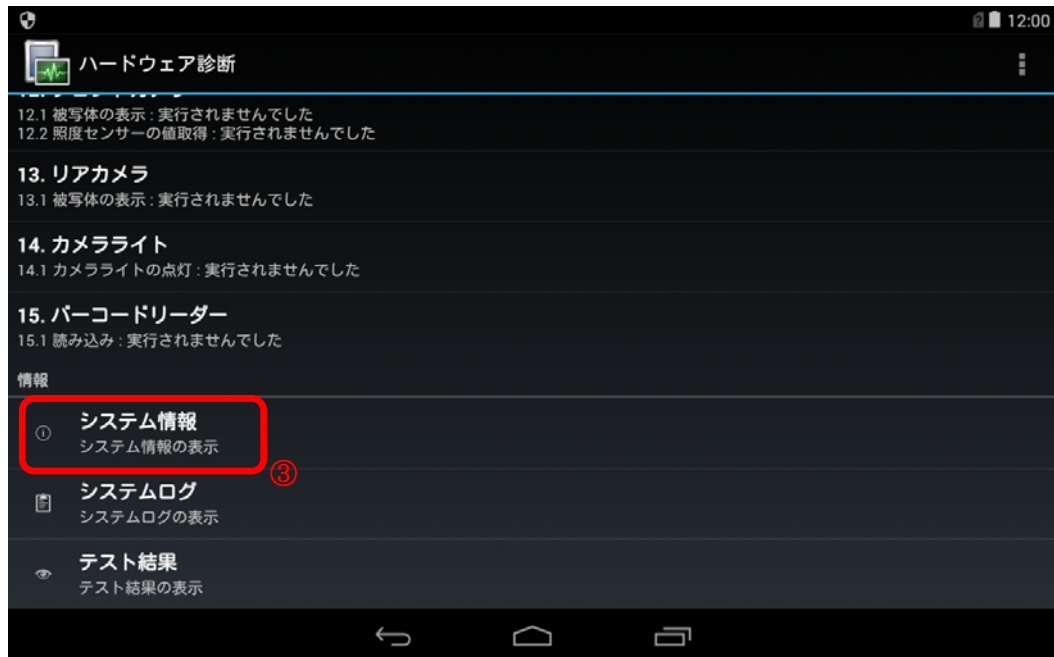 12:00
ハードウェア診断
12.1 被写体の表示 : 実行されませんでした
12.2 照度センサーの値取得 : 実行されませんでした
13. リアカメラ
13.1 被写体の表示 : 実行されませんでした
14. カメラライト
14.1 カメラライトの点灯 : 実行されませんでした
15. バーコードリーダー
15.1 読み込み : 実行されませんでした
情報
システム情報
システム情報の表示
③
システムログ
システムログの表示
テスト結果
テスト結果の表示